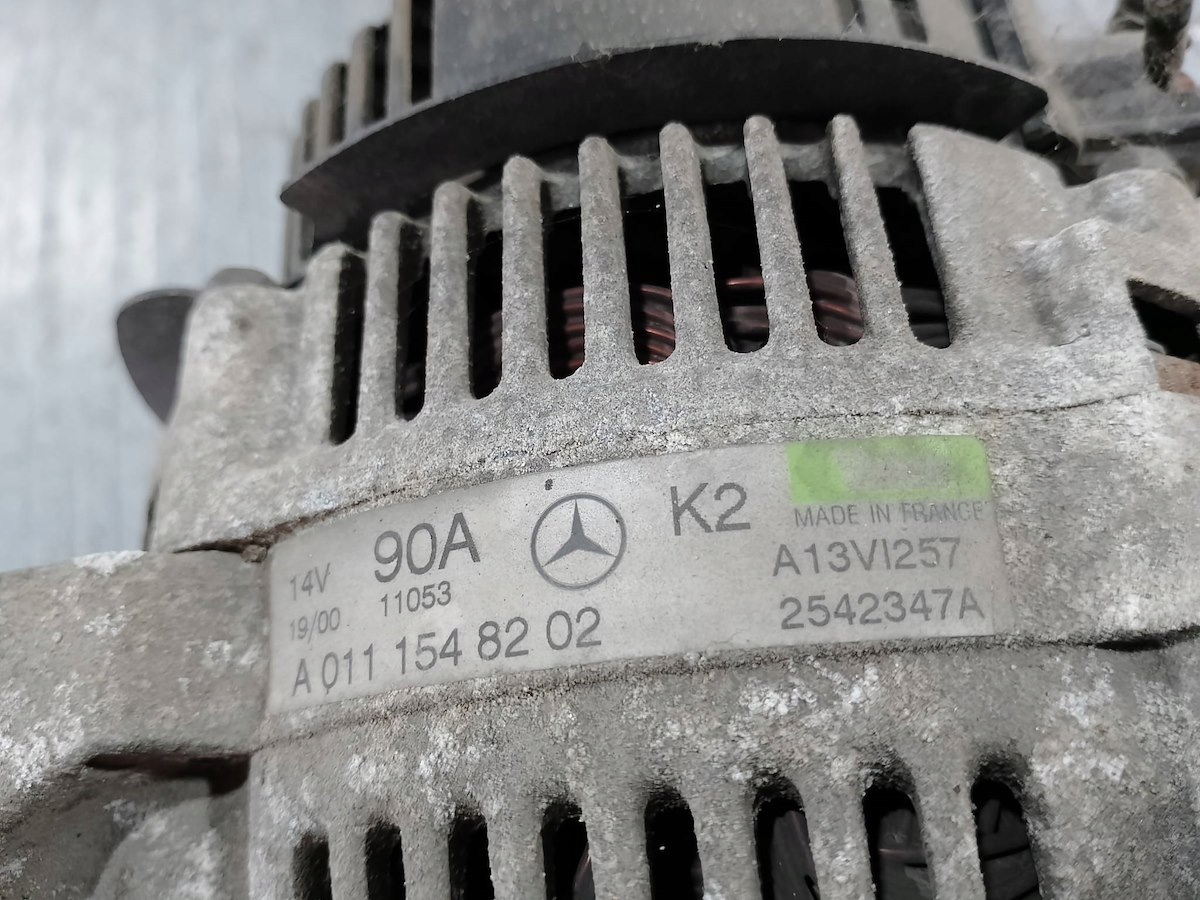 14V 90A K2
19/00 11053
A 011 154 82 02
MADE IN FRANCE
A13VI257
2542347A